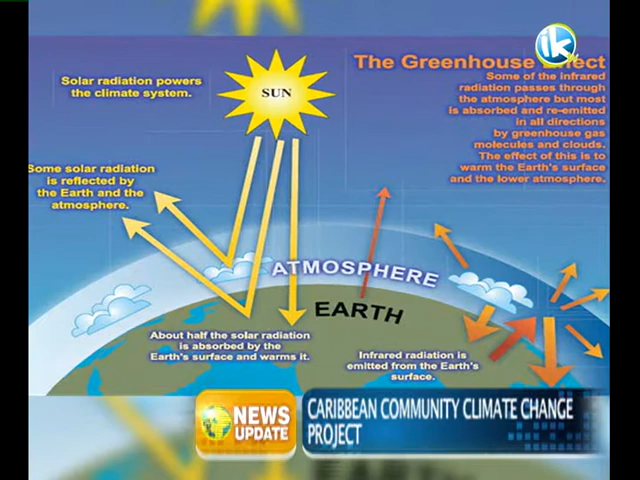 ik
The Greenhouse Effect
Solar radiation powers
the climate system.
SUN
Some of the infrared
radiation passes through
the atmosphere but most
is absorbed and re-emitted
in all directions
by greenhouse gas
molecules and clouds.
The effect of this is to
warm the Earth's surface
and the lower atmosphere.
Some solar radiation
is reflected by
the Earth and the
atmosphere.
ATMOSPHERE
EARTH
About half the solar radiation
is absorbed by the
Earth's surface and warms it.
Infrared radiation is
emitted from the Earth's
surface.
NEWS
UPDATE
CARIBBEAN COMMUNITY CLIMATE CHANGE
PROJECT
EARTH